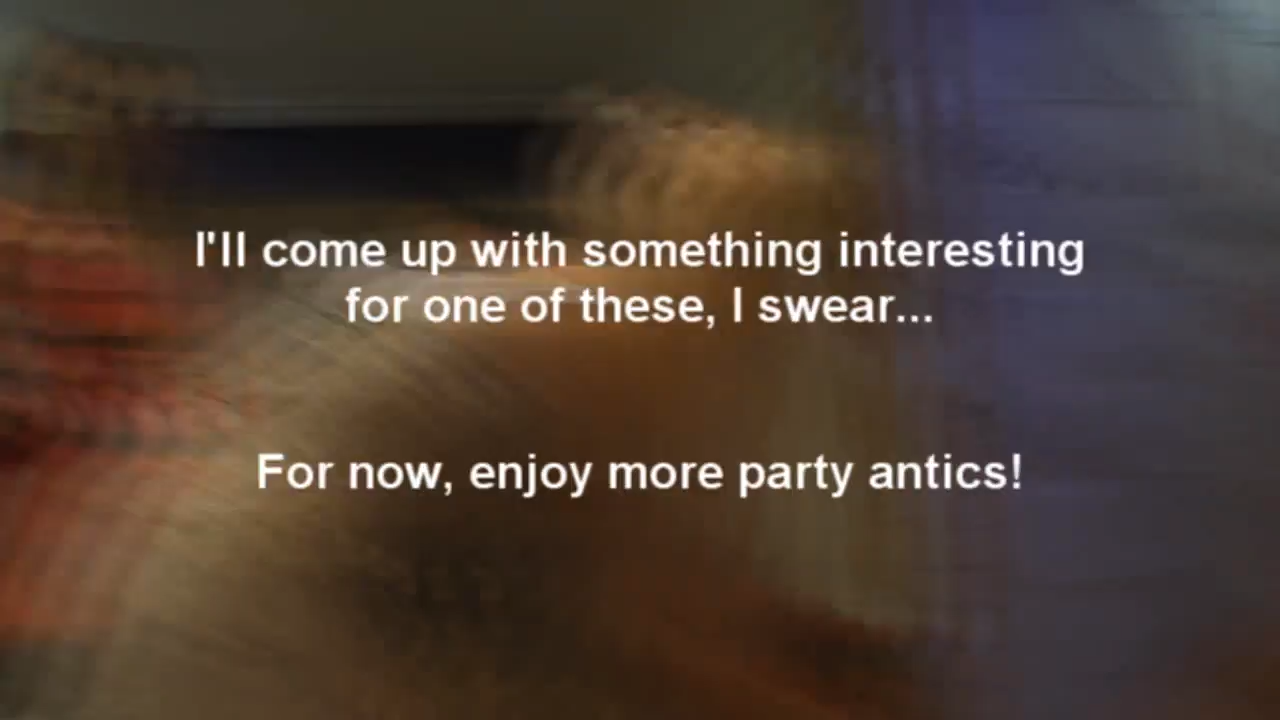 I'll come up with something interesting
for one of these, I swear...
For now, enjoy more party antics!